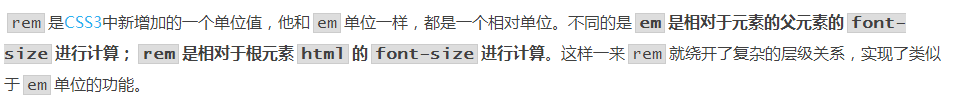 rem 是CSS3中新增加的一个单位值，他和 em 单位一样，都是一个相对单位。不同的是 em 是相对于元素的父元素的 font-
size 进行计算； rem 是相对于根元素 html 的 font-size 进行计算。这样一来 rem 就绕开了复杂的层级关系，实现了类似
于 em 单位的功能。